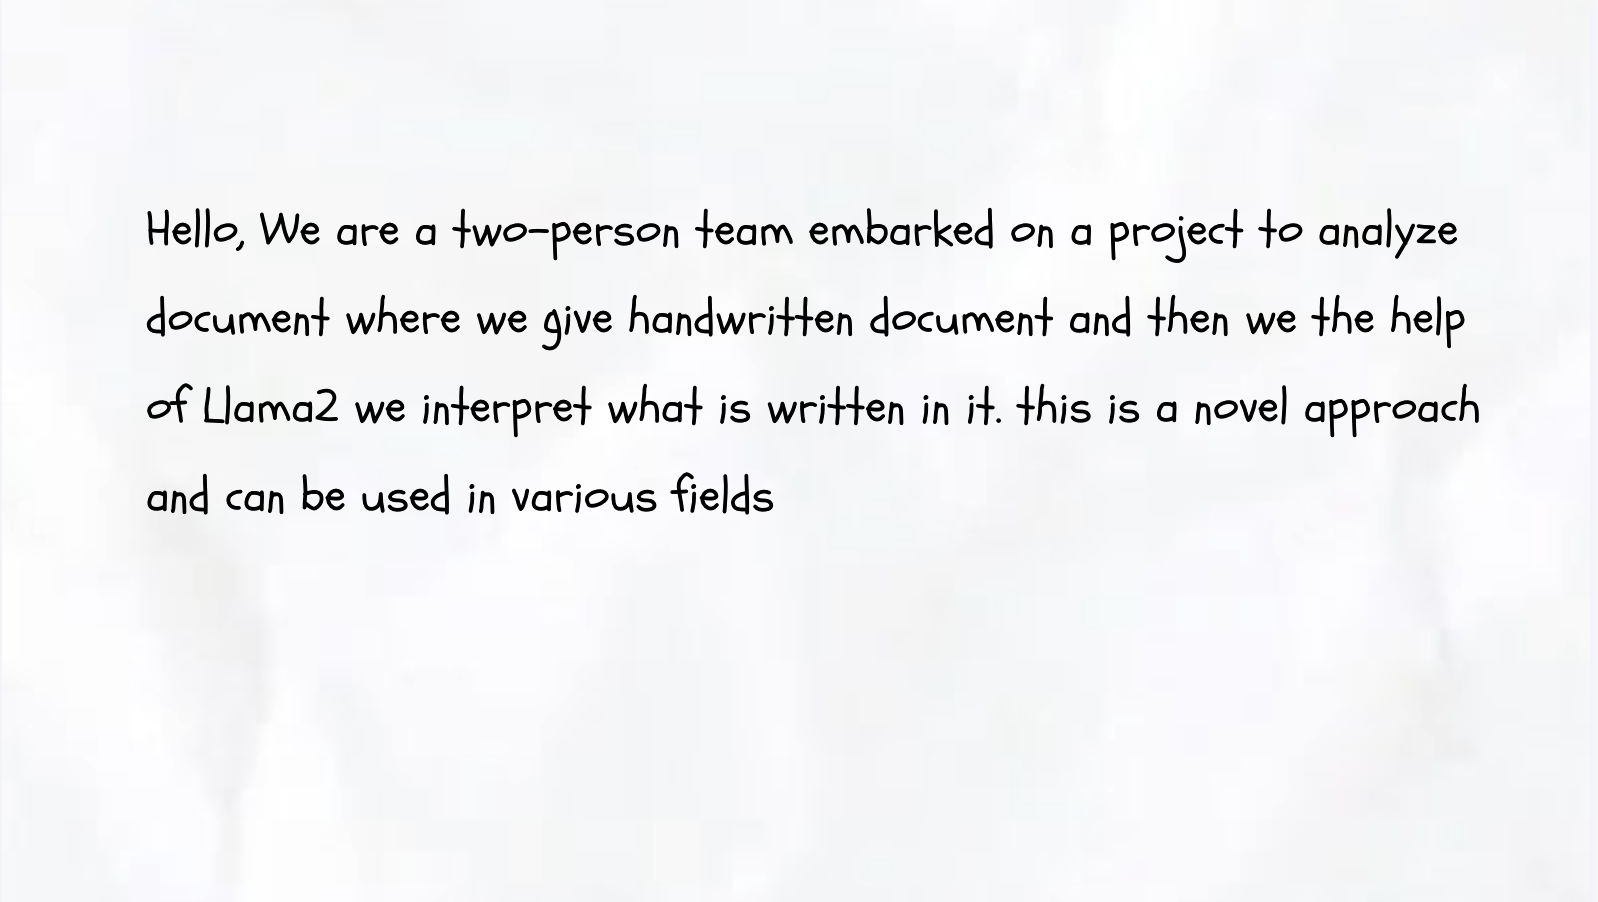 Hello, We are a two-person team embarked on a project to analyze
document where we give handwritten document and then we the help
of Llama2 we interpret what is written in it. this is a novel approach
and can be used in various fields